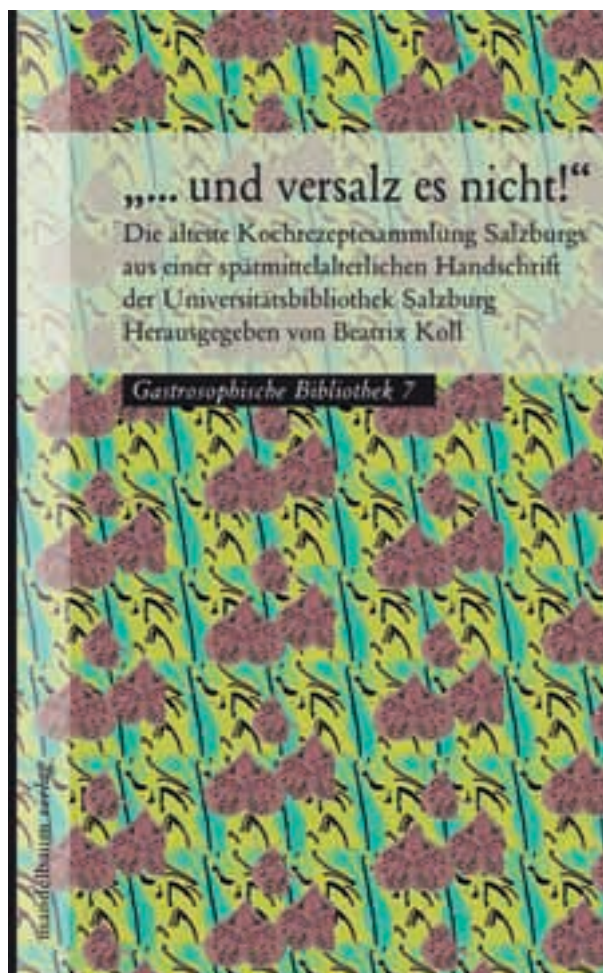 „... und versalz es nicht!“
Die älteste Kochrezeptesammlung Salzburgs
aus einer spätmittelalterlichen Handschrift
der Universitätsbibliothek Salzburg
Herausgegeben von Beatrix Koll
Gastrosophische Bibliothek 7
mandelbaum verlag